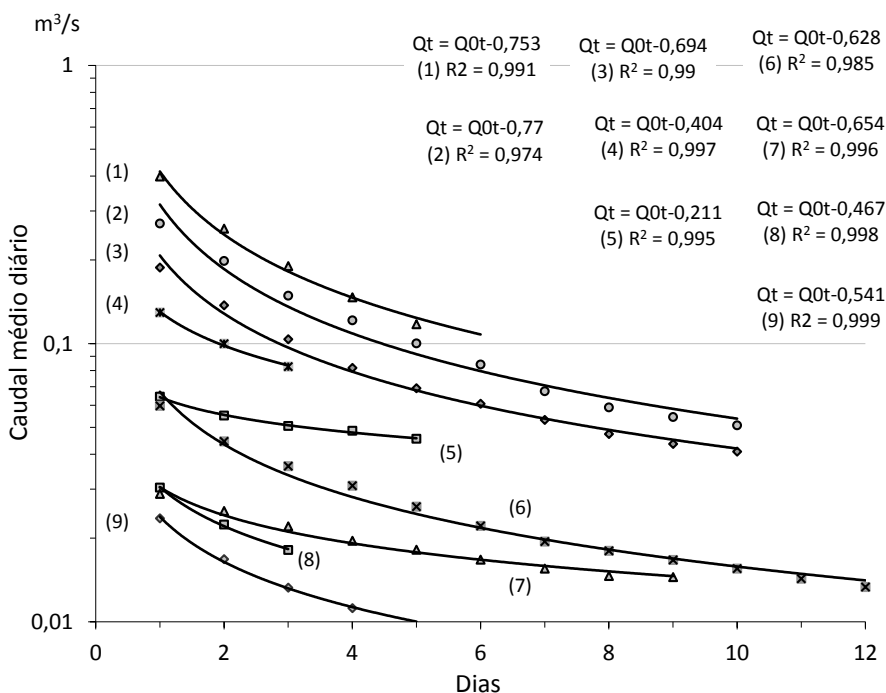 m³/s
Qt = Q0t-0,753
(1) R2 = 0,991
Qt = Q0t-0,694
(3) R² = 0,99
Qt = Q0t-0,628
(6) R² = 0,985
Qt = Q0t-0,77
(2) R² = 0,974
Qt = Q0t-0,404
(4) R² = 0,997
Qt = Q0t-0,654
(7) R² = 0,996
Qt = Q0t-0,211
(5) R² = 0,995
Qt = Q0t-0,467
(8) R² = 0,998
Qt = Q0t-0,541
(9) R2 = 0,999
1
0,1
0,01
Caudal médio diário
(1)
(2)
(3)
(4)
(5)
(6)
(9)
(8)
(7)
0 2 4 6 8 10 12
Dias